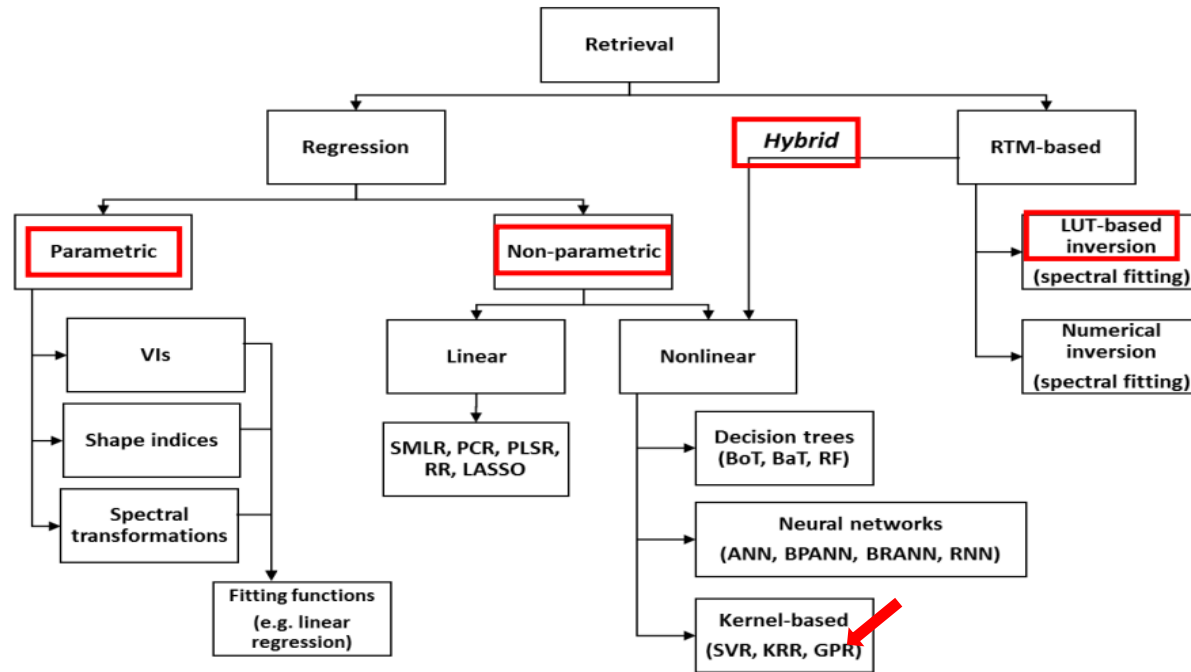 Retrieval
Regression
Hybrid
RTM-based
Parametric
Non-parametric
LUT-based
inversion
(spectral fitting)
VIs
Linear
Nonlinear
Numerical
inversion
(spectral fitting)
Shape indices
SMLR, PCR, PLSR,
RR, LASSO
Decision trees
(BoT, BaT, RF)
Spectral
transformations
Neural networks
(ANN, BPANN, BRANN, RNN)
Fitting functions
(e.g. linear
regression)
Kernel-based
(SVR, KRR, GPR)